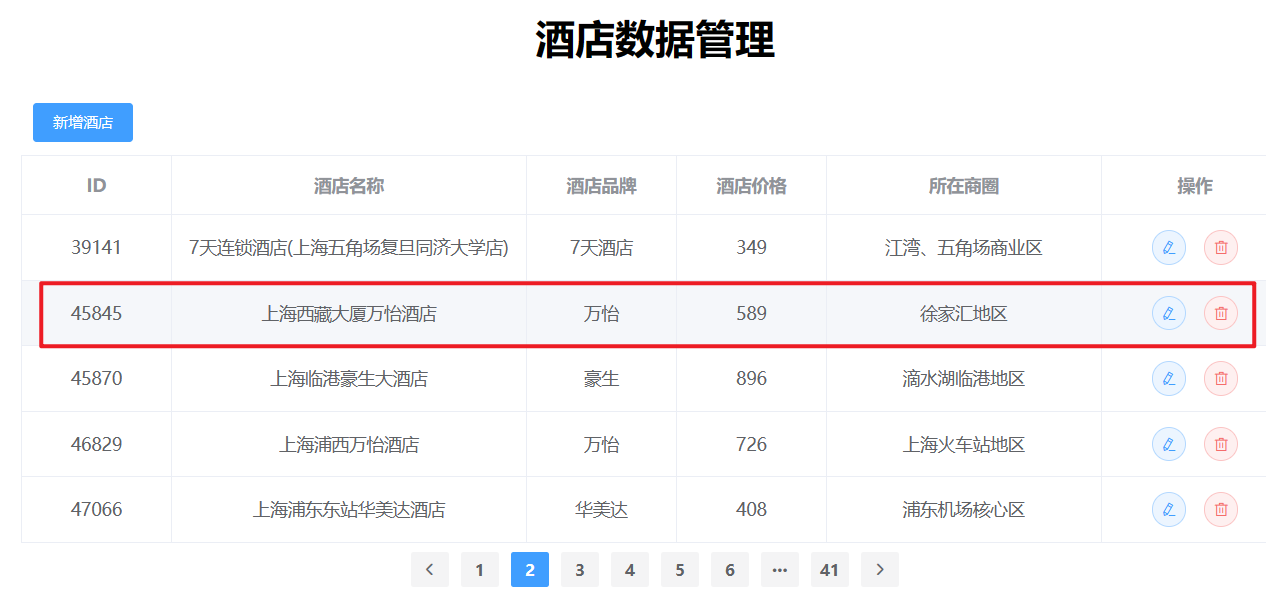 酒店数据管理
新增酒店
ID 酒店名称 酒店品牌 酒店价格 所在商圈 操作
39141 7天连锁酒店(上海五角场复旦同济大学店) 7天酒店 349 江湾、五角场商业区
45845 上海西藏大厦万怡酒店 万怡 589 徐家汇地区
45870 上海临港豪生大酒店 豪生 896 滴水湖临港地区
46829 上海浦西万怡酒店 万怡 726 上海火车站地区
47066 上海浦东东站华美达酒店 华美达 408 浦东机场核心区
1 2 3 4 5 6 ··· 41